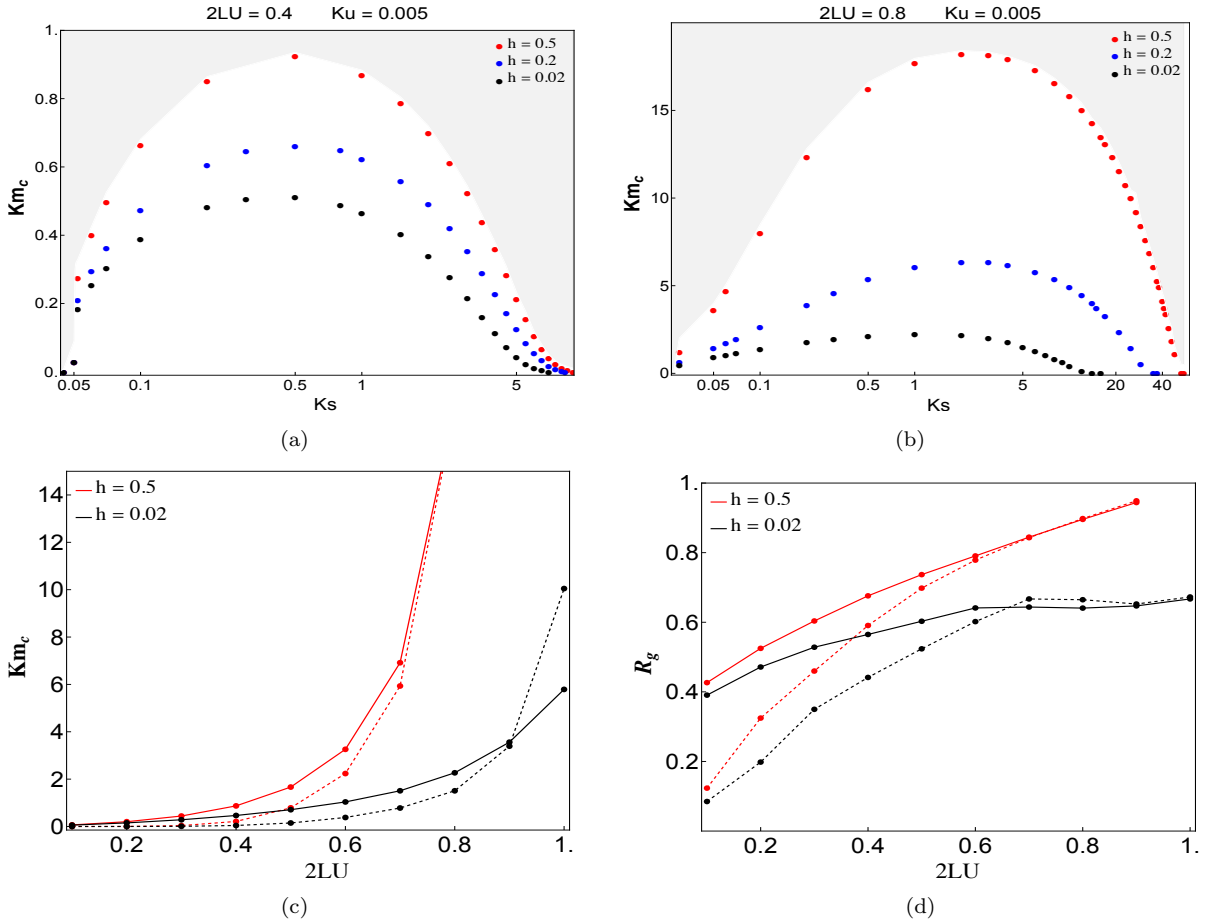 2LU = 0.4 Ku = 0.005
1.
0.8
0.6
0.4
0.2
0.
Km_c
h = 0.5
h = 0.2
h = 0.02
0.05 0.1 0.5 1 5
Ks
(a)
2LU = 0.8 Ku = 0.005
15
10
5
0
Km_c
h = 0.5
h = 0.2
h = 0.02
0.05 0.1 0.5 1 5 20 40
Ks
(b)
14
12
10
8
6
4
2
0
Km_c
h = 0.5
h = 0.02
0.2 0.4 0.6 0.8 1.
2LU
(c)
1.
0.8
0.6
0.4
0.2
R_g
h = 0.5
h = 0.02
0.2 0.4 0.6 0.8 1.
2LU
(d)